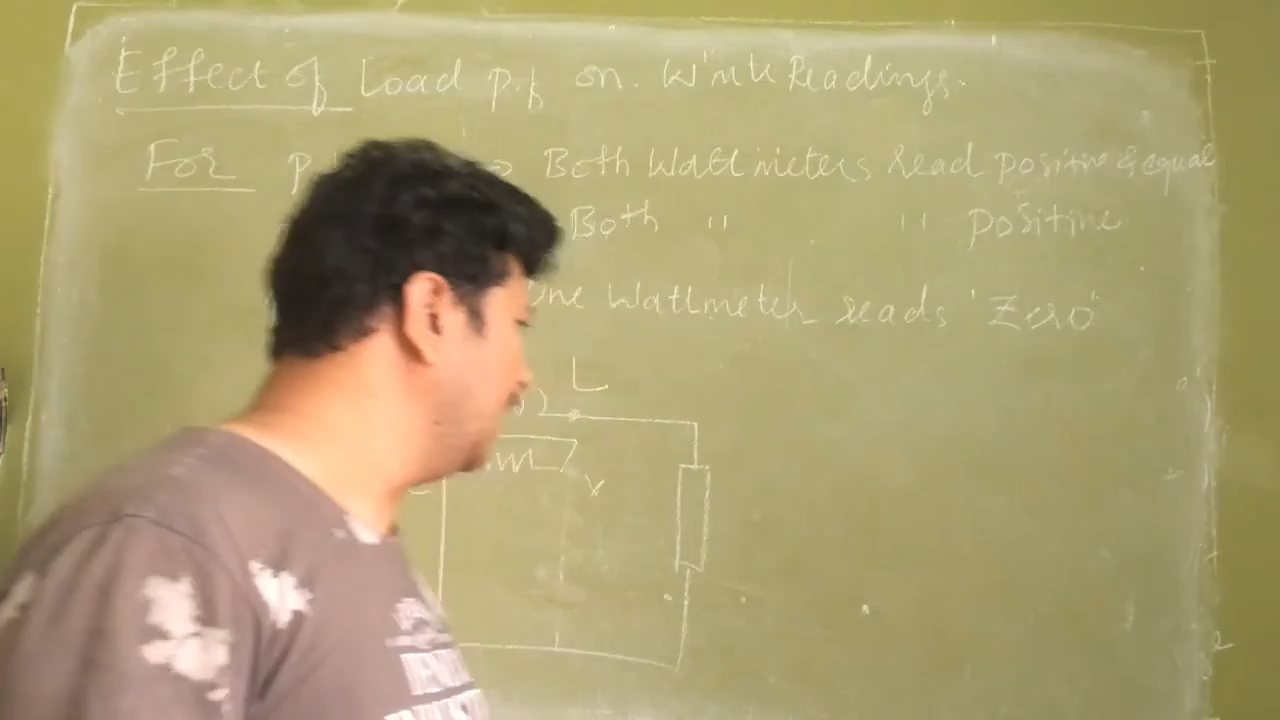 Effect of Load p.f on. W'mtr Readings.
For Both Wattmeters read positive & equal
Both " " positive
One Wattmeter reads 'Zero'
L
V